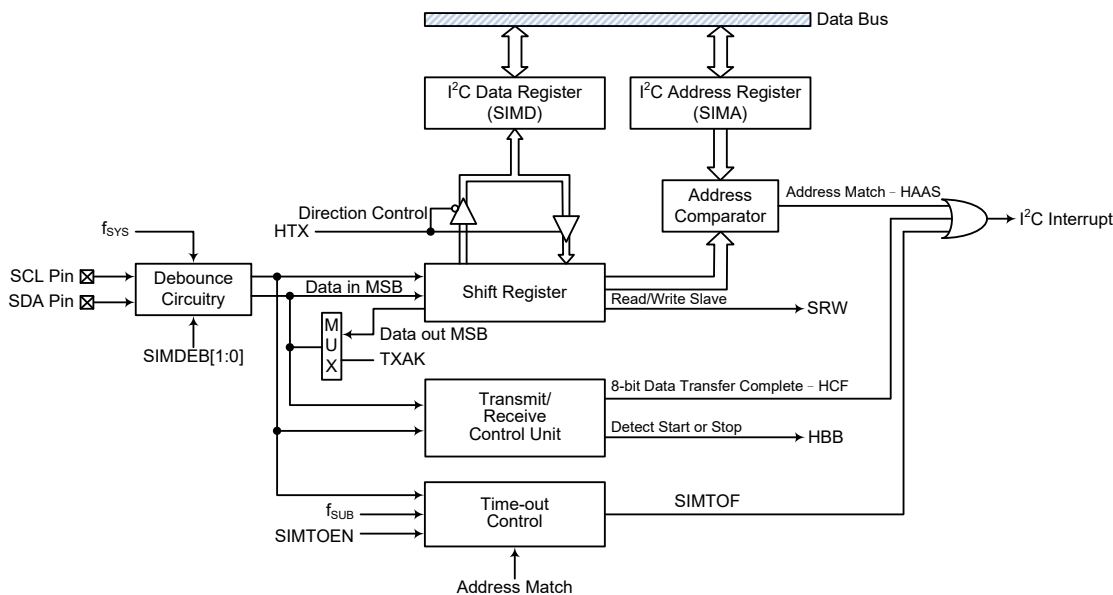 Data Bus
I²C Data Register
(SIMD)
I²C Address Register
(SIMA)
Address
Comparator
Address Match - HAAS
I²C Interrupt
Direction Control
HTX
fSYS
SCL Pin
SDA Pin
Debounce
Circuitry
SIMDEB[1:0]
Data in MSB
Shift Register
Read/Write Slave
SRW
M
U
X
Data out MSB
TXAK
Transmit/
Receive
Control Unit
8-bit Data Transfer Complete - HCF
Detect Start or Stop
HBB
fSUB
SIMTOEN
Time-out
Control
SIMTOF
Address Match